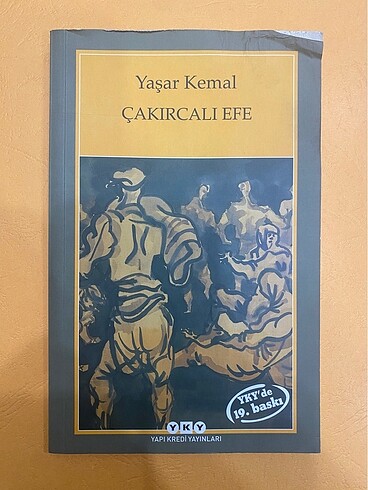 Yaşar Kemal
ÇAKIRCALI EFE
YKY'de
19. baskı
YKY
YAPI KREDİ YAYINLARI